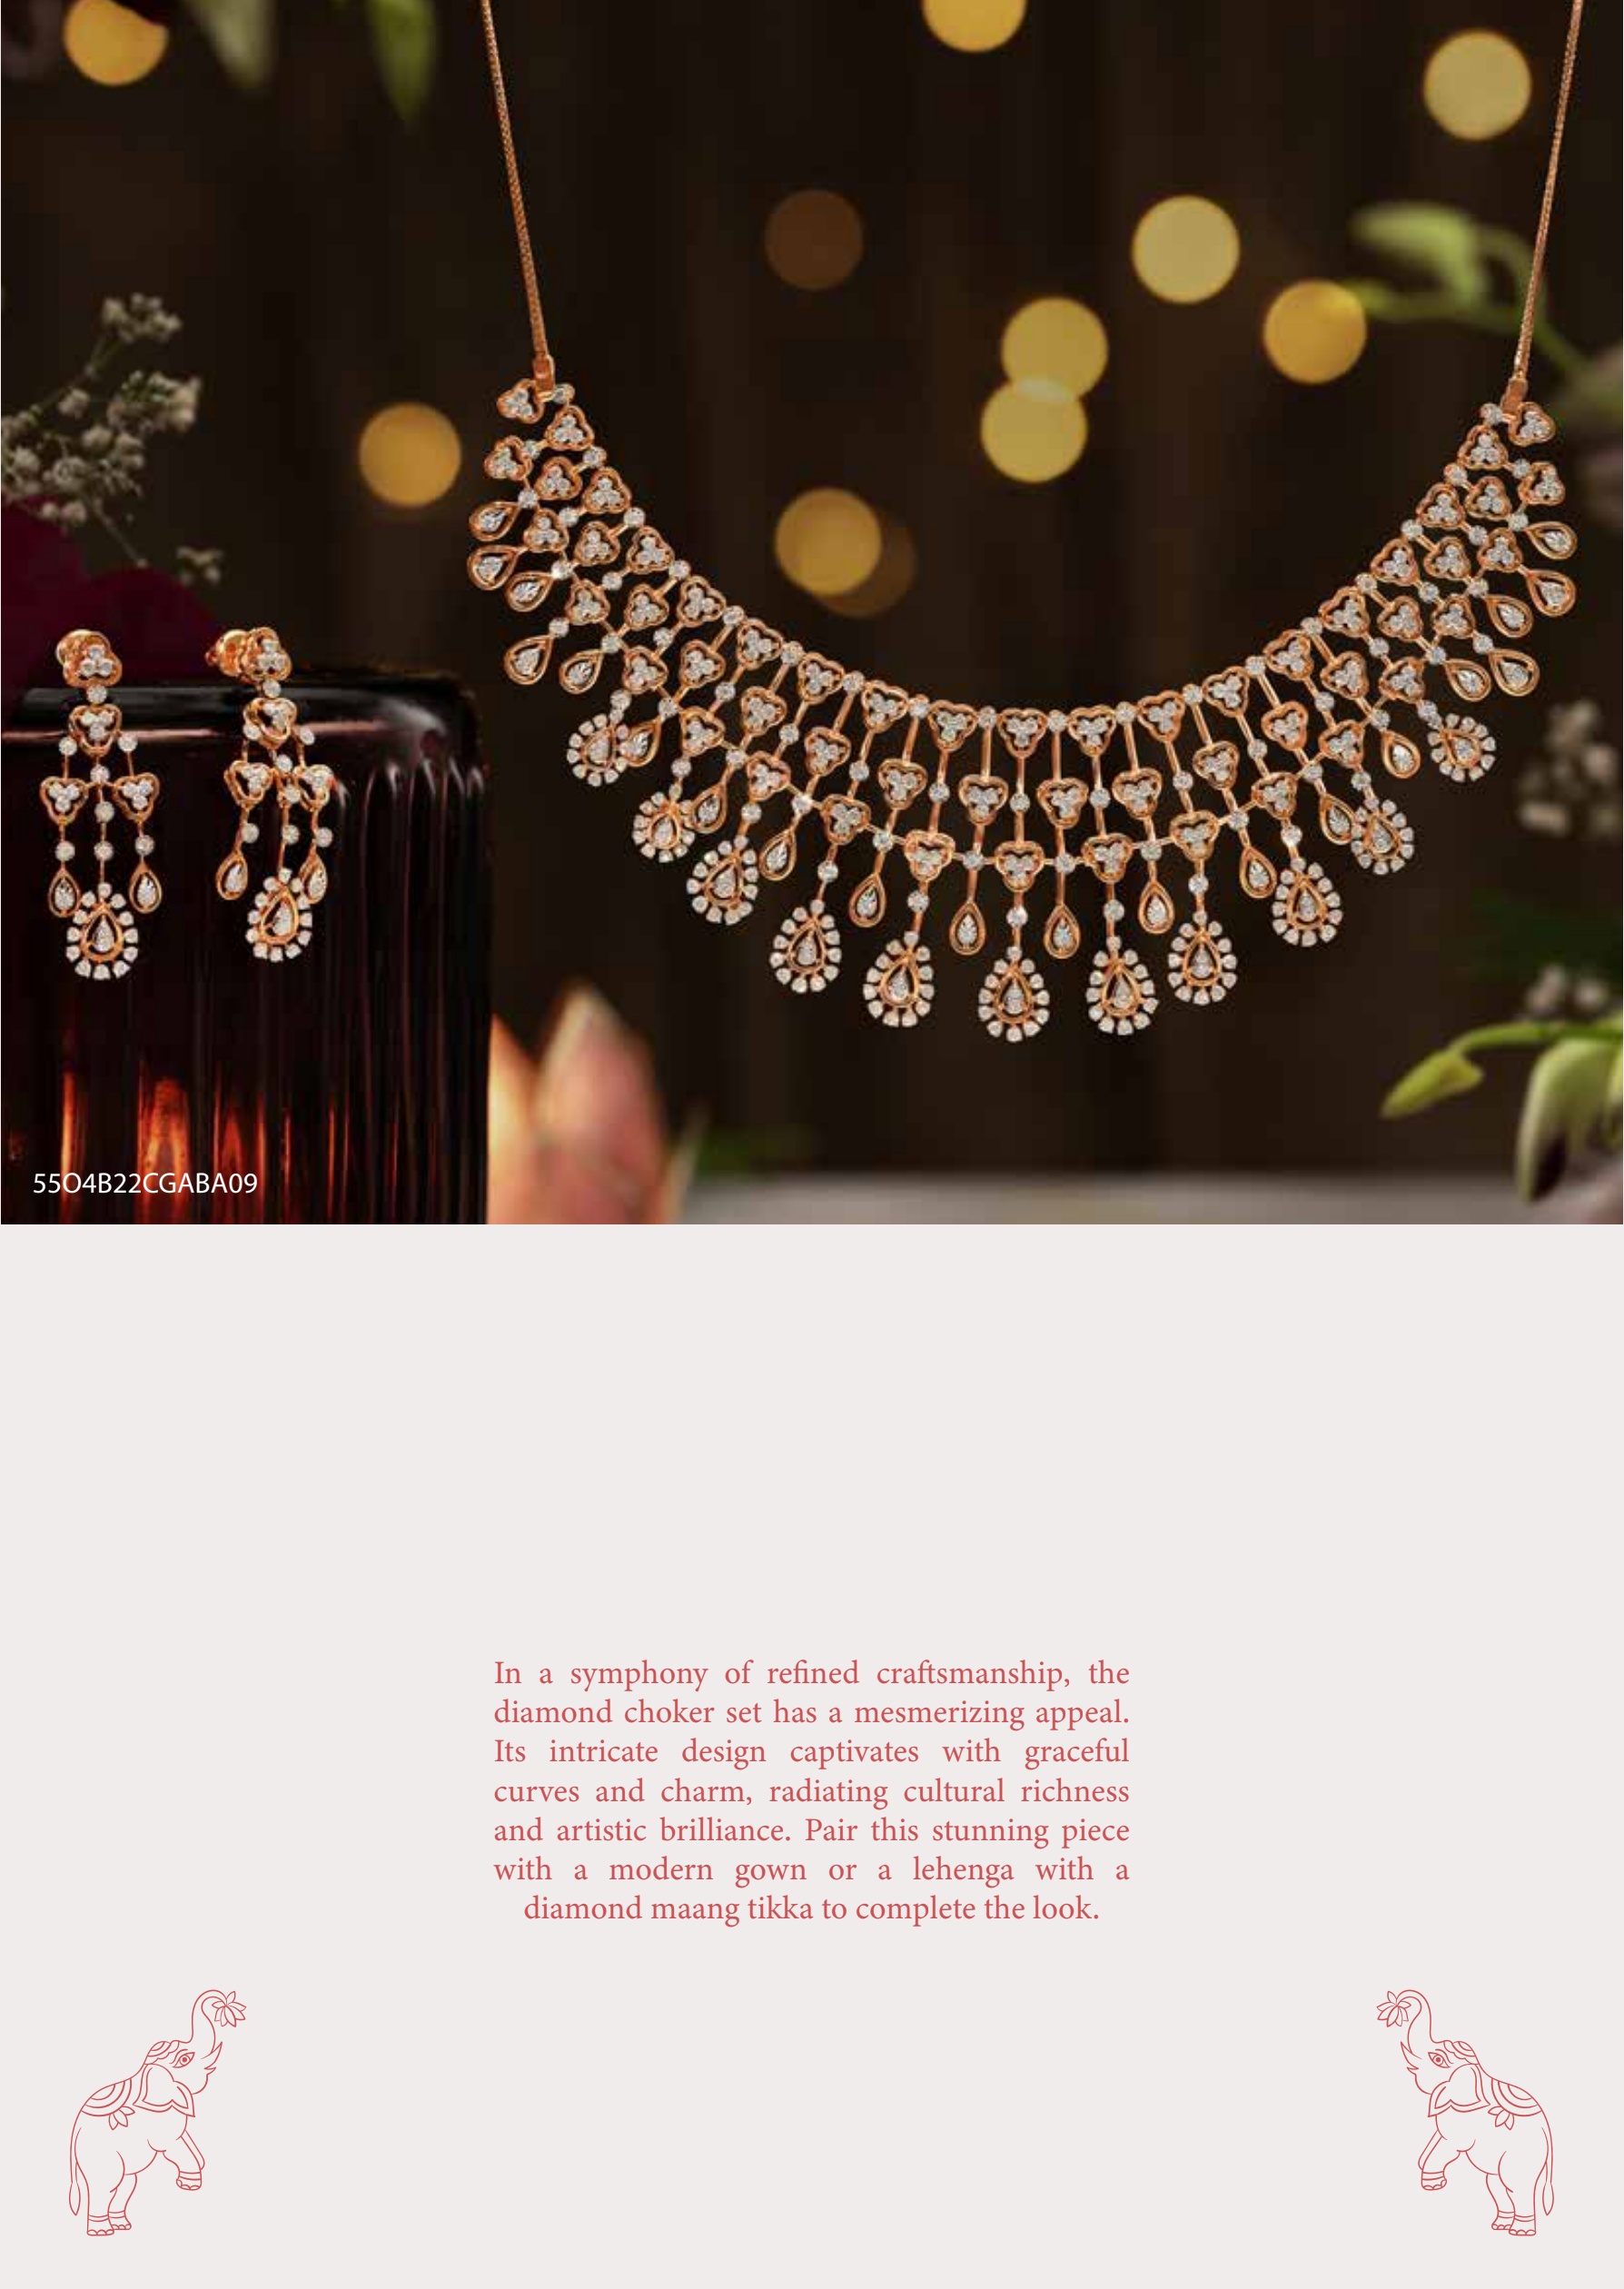 55O4B22CGABA09
In a symphony of refined craftsmanship, the
diamond choker set has a mesmerizing appeal.
Its intricate design captivates with graceful
curves and charm, radiating cultural richness
and artistic brilliance. Pair this stunning piece
with a modern gown or a lehenga with a
diamond maang tikka to complete the look.